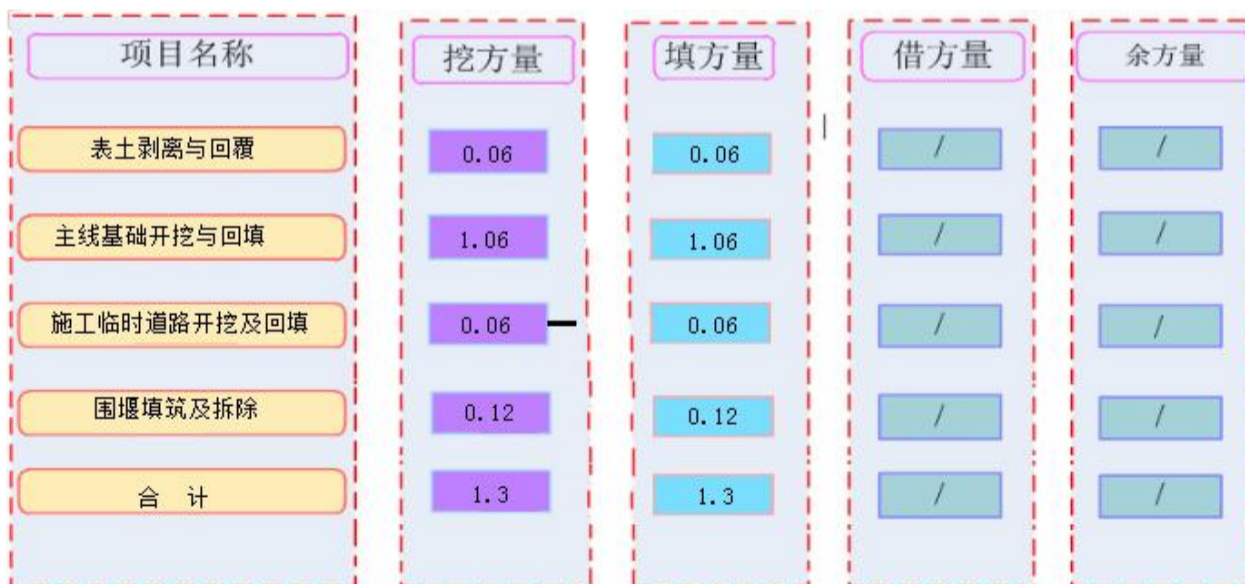 项目名称 挖方量 填方量 借方量 余方量
表土剥离与回覆 0.06 0.06 / /
主线基础开挖与回填 1.06 1.06 / /
施工临时道路开挖及回填 0.06 0.06 / /
围堰填筑及拆除 0.12 0.12 / /
合 计 1.3 1.3 / /